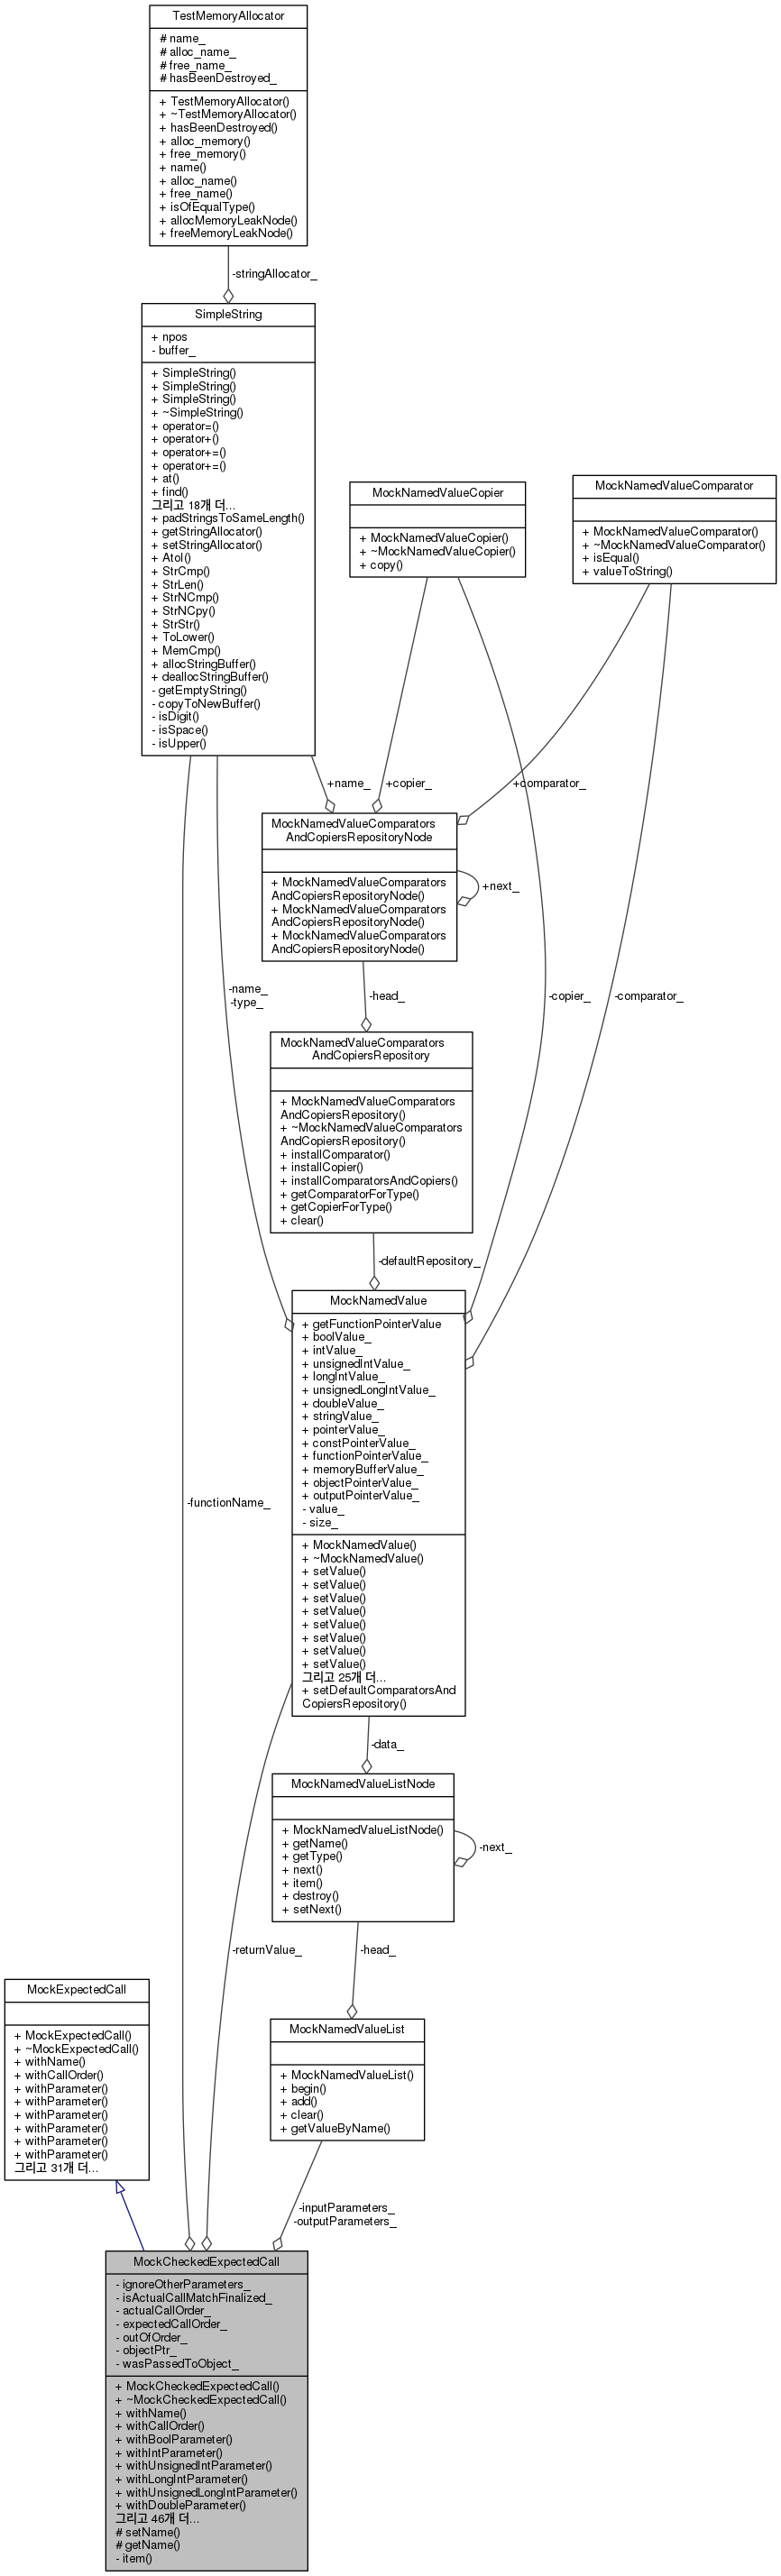 TestMemoryAllocator
# name_
# alloc_name_
# free_name_
# hasBeenDestroyed_
+ TestMemoryAllocator()
+ ~TestMemoryAllocator()
+ hasBeenDestroyed()
+ alloc_memory()
+ free_memory()
+ name()
+ alloc_name()
+ free_name()
+ isOfEqualType()
+ allocMemoryLeakNode()
+ freeMemoryLeakNode()
-stringAllocator_
SimpleString
+ npos
- buffer_
+ SimpleString()
+ SimpleString()
+ SimpleString()
+ ~SimpleString()
+ operator=()
+ operator+()
+ operator+=()
+ operator+=()
+ at()
+ find()
그리고 18개 더...
+ padStringsToSameLength()
+ getStringAllocator()
+ setStringAllocator()
+ AtoI()
+ StrCmp()
+ StrLen()
+ StrNCmp()
+ StrNCpy()
+ StrStr()
+ ToLower()
+ MemCmp()
+ allocStringBuffer()
+ deallocStringBuffer()
- getEmptyString()
- copyToNewBuffer()
- isDigit()
- isSpace()
- isUpper()
MockNamedValueCopier
+ MockNamedValueCopier()
+ ~MockNamedValueCopier()
+ copy()
MockNamedValueComparator
+ MockNamedValueComparator()
+ ~MockNamedValueComparator()
+ isEqual()
+ valueToString()
+name_
+copier_
+comparator_
MockNamedValueComparators
AndCopiersRepositoryNode
+ MockNamedValueComparators
AndCopiersRepositoryNode()
+ MockNamedValueComparators
AndCopiersRepositoryNode()
+ MockNamedValueComparators
AndCopiersRepositoryNode()
+next_
-name_
-type_
-head_
-copier_
-comparator_
MockNamedValueComparators
AndCopiersRepository
+ MockNamedValueComparators
AndCopiersRepository()
+ ~MockNamedValueComparators
AndCopiersRepository()
+ installComparator()
+ installCopier()
+ installComparatorsAndCopiers()
+ getComparatorForType()
+ getCopierForType()
+ clear()
-defaultRepository_
MockNamedValue
+ getFunctionPointerValue
+ boolValue_
+ intValue_
+ unsignedIntValue_
+ longIntValue_
+ unsignedLongIntValue_
+ doubleValue_
+ stringValue_
+ pointerValue_
+ constPointerValue_
+ functionPointerValue_
+ memoryBufferValue_
+ objectPointerValue_
+ outputPointerValue_
- value_
- size_
+ MockNamedValue()
+ ~MockNamedValue()
+ setValue()
+ setValue()
+ setValue()
+ setValue()
+ setValue()
+ setValue()
+ setValue()
+ setValue()
그리고 25개 더...
+ setDefaultComparatorsAnd
CopiersRepository()
-functionName_
-data_
MockNamedValueListNode
+ MockNamedValueListNode()
+ getName()
+ getType()
+ next()
+ item()
+ destroy()
+ setNext()
-next_
-returnValue_
-head_
MockExpectedCall
+ MockExpectedCall()
+ ~MockExpectedCall()
+ withName()
+ withCallOrder()
+ withParameter()
+ withParameter()
+ withParameter()
+ withParameter()
+ withParameter()
+ withParameter()
그리고 31개 더...
MockNamedValueList
+ MockNamedValueList()
+ begin()
+ add()
+ clear()
+ getValueByName()
-inputParameters_
-outputParameters_
MockCheckedExpectedCall
- ignoreOtherParameters_
- isActualCallMatchFinalized_
- actualCallOrder_
- expectedCallOrder_
- outOfOrder_
- objectPtr_
- wasPassedToObject_
+ MockCheckedExpectedCall()
+ ~MockCheckedExpectedCall()
+ withName()
+ withCallOrder()
+ withBoolParameter()
+ withIntParameter()
+ withUnsignedIntParameter()
+ withLongIntParameter()
+ withUnsignedLongIntParameter()
+ withDoubleParameter()
그리고 46개 더...
# setName()
# getName()
- item()